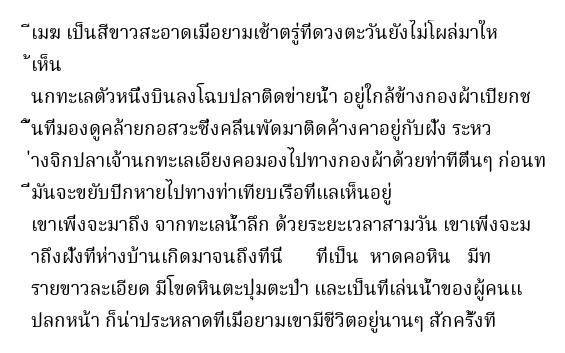 ีเมฆ เป็นสีขาวสะอาดเมื่อยามเช้าตรู่ที่ดวงตะวันยังไม่โผล่มาให
้เห็น
นกทะเลตัวหนึ่งบินลงโฉบปลาติดข่ายน้ำ อยู่ใกล้ข้างกองผ้าเปียกช
ื้นที่มองดูคล้ายกอสวะซึ่งคลื่นพัดมาติดค้างคาอยู่กับฝั่ง ระหว
่างจิกปลาเจ้านกทะเลเอียงคอมองไปทางกองผ้าด้วยท่าทีตื่นๆ ก่อนท
ี่มันจะขยับปีกหายไปทางท่าเทียบเรือที่แลเห็นอยู่
เขาเพิ่งจะมาถึง จากทะเลน้ำลึก ด้วยระยะเวลาสามวัน เขาเพิ่งจะม
าถึงฝั่งที่ห่างบ้านเกิดมาจนถึงที่นี่ ที่เป็น หาดคอหิน มีท
รายขาวละเอียด มีโขดหินตะปุ่มตะป่ำ และเป็นที่เล่นน้ำของผู้คนแ
ปลกหน้า ก็น่าประหลาดที่เมื่อยามเขามีชีวิตอยู่นานๆ สักครั้งที่